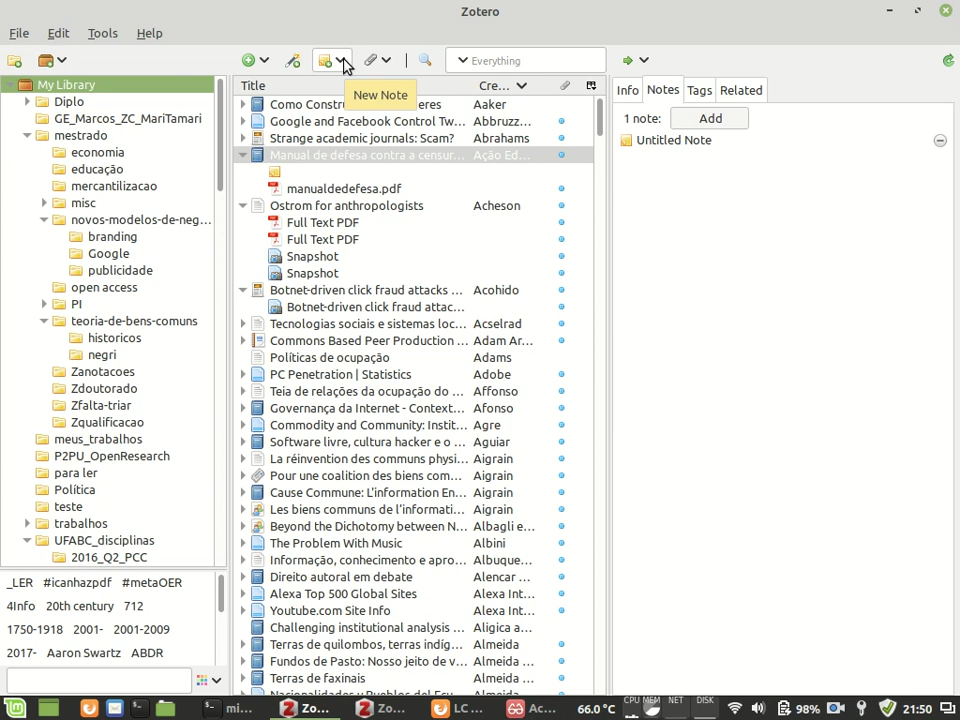 Zotero
File Edit Tools Help
Everything
New Note
My Library
Diplo
GE_Marcos_ZC_MariTamari
mestrado
economia
educação
mercantilizacao
misc
novos-modelos-de-neg...
branding
Google
publicidade
open access
PI
teoria-de-bens-comuns
historicos
negri
Zanotacoes
Zdoutorado
Zfalta-triar
Zqualificacao
meus_trabalhos
P2PU_OpenResearch
para ler
Política
teste
trabalhos
UFABC_disciplinas
2016_Q2_PCC
_LER #icanhazpdf #metaOER
4Info 20th century 712
1750-1918 2001- 2001-2009
2017- Aaron Swartz ABDR
Title Cre...
Como Constru eres Aaker
Google and Facebook Control Tw... Abbruzz...
Strange academic journals: Scam? Abrahams
Manual de defesa contra a censur... Ação Ed...
manualdedefesa.pdf
Ostrom for anthropologists Acheson
Full Text PDF
Full Text PDF
Snapshot
Snapshot
Botnet-driven click fraud attacks ... Acohido
Botnet-driven click fraud attac...
Tecnologias sociais e sistemas loc... Acselrad
Commons Based Peer Production ... Adam Ar...
Políticas de ocupação Adams
PC Penetration | Statistics Adobe
Teia de relações da ocupação do ... Affonso
Governança da Internet - Context... Afonso
Commodity and Community: Instit... Agre
Software livre, cultura hacker e o ... Aguiar
La réinvention des communs physi... Aigrain
Pour une coalition des biens com... Aigrain
Cause Commune: L'information En... Aigrain
Les biens communs de l'informati... Aigrain
Beyond the Dichotomy between N... Albagli e...
The Problem With Music Albini
Informação, conhecimento e apro... Albuque...
Direito autoral em debate Alencar ...
Alexa Top 500 Global Sites Alexa Int...
Youtube.com Site Info Alexa Int...
Challenging institutional analysis ... Aligica a...
Terras de quilombos, terras indíg... Almeida
Fundos de Pasto: Nosso jeito de v... Almeida
Terras de faxinais Almeida
Nacionalidades y Pueblos del Ecu... Almeida
Info Notes Tags Related
1 note: Add
Untitled Note
mi... Zo... Zo... LC ... Ac... 66.0°C CPU MEM NET DISK 98% 21:50